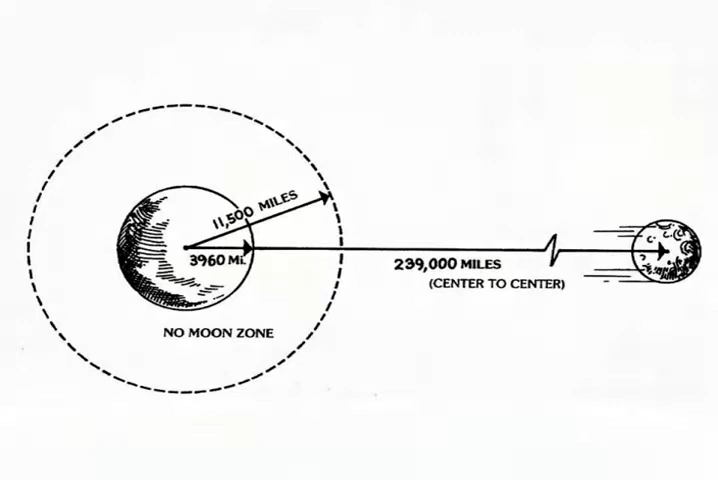 11,500 MILES
3960 Mi.
239,000 MILES
(CENTER TO CENTER)
NO MOON ZONE